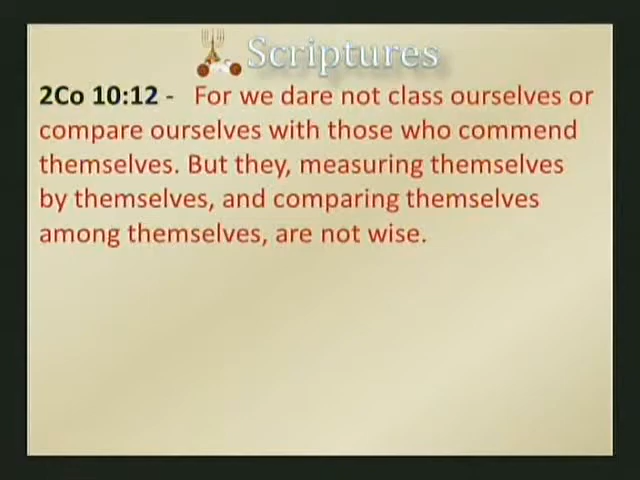 Scriptures
2Co 10:12 - For we dare not class ourselves or
compare ourselves with those who commend
themselves. But they, measuring themselves
by themselves, and comparing themselves
among themselves, are not wise.